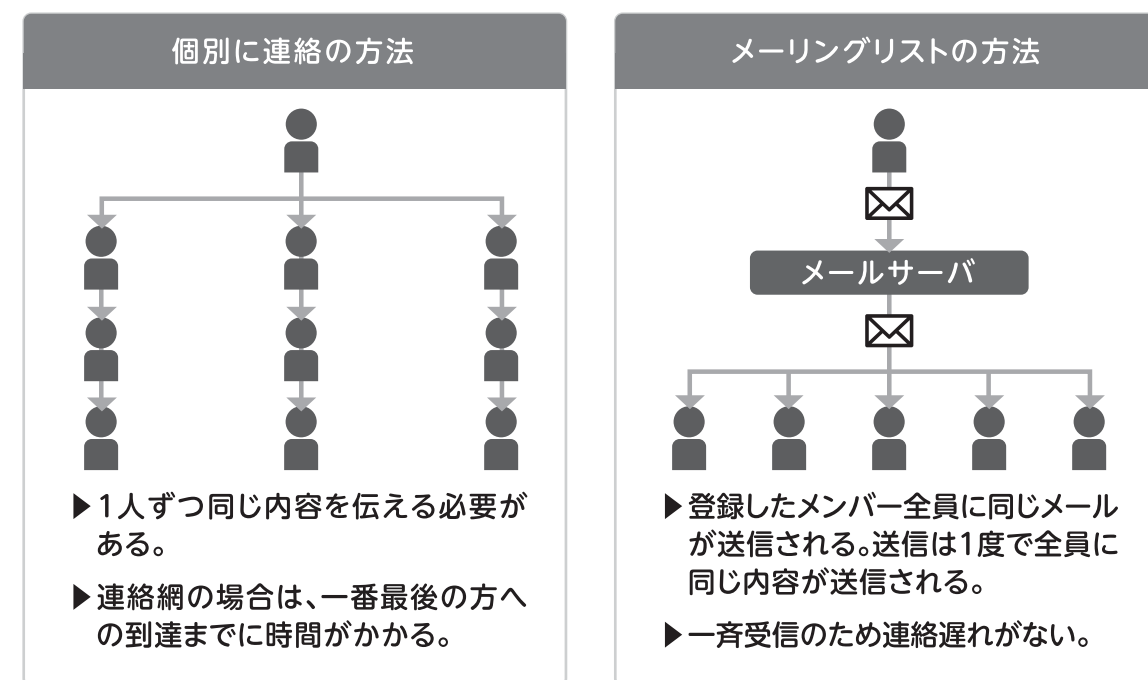 個別に連絡の方法
▶1人ずつ同じ内容を伝える必要が
ある。
▶連絡網の場合は、一番最後の方へ
の到達までに時間がかかる。
メーリングリストの方法
メールサーバ
▶登録したメンバー全員に同じメール
が送信される。送信は1度で全員に
同じ内容が送信される。
▶一斉受信のため連絡遅れがない。